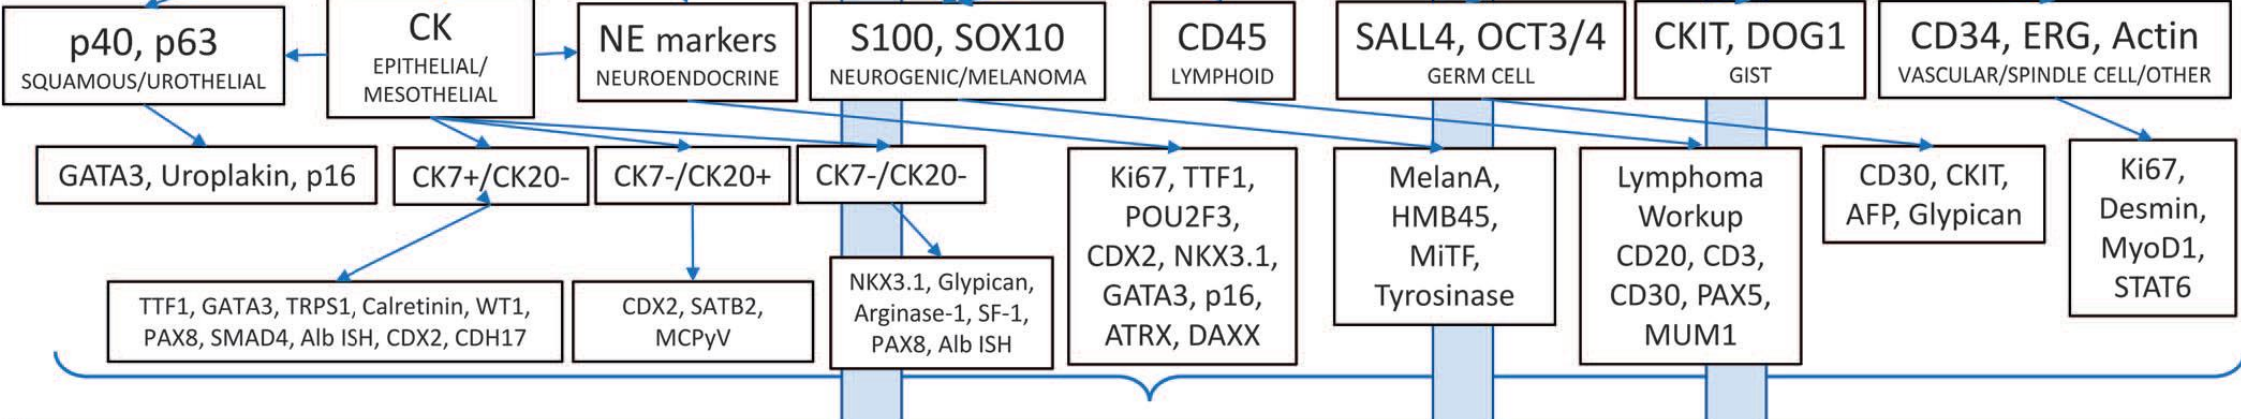 p40, p63
SQUAMOUS/UROTHELIAL
CK
EPITHELIAL/
MESOTHELIAL
NE markers
NEUROENDOCRINE
S100, SOX10
NEUROGENIC/MELANOMA
CD45
LYMPHOID
SALL4, OCT3/4
GERM CELL
CKIT, DOG1
GIST
CD34, ERG, Actin
VASCULAR/SPINDLE CELL/OTHER
GATA3, Uroplakin, p16
CK7+/CK20-
CK7-/CK20+
CK7-/CK20-
Ki67, TTF1,
POU2F3,
CDX2, NKX3.1,
GATA3, p16,
ATRX, DAXX
MelanA,
HMB45,
MiTF,
Tyrosinase
Lymphoma
Workup
CD20, CD3,
CD30, PAX5,
MUM1
CD30, CKIT,
AFP, Glypican
Ki67,
Desmin,
MyoD1,
STAT6
TTF1, GATA3, TRPS1, Calretinin, WT1,
PAX8, SMAD4, Alb ISH, CDX2, CDH17
CDX2, SATB2,
MCPyV
NKX3.1, Glypican,
Arginase-1, SF-1,
PAX8, Alb ISH